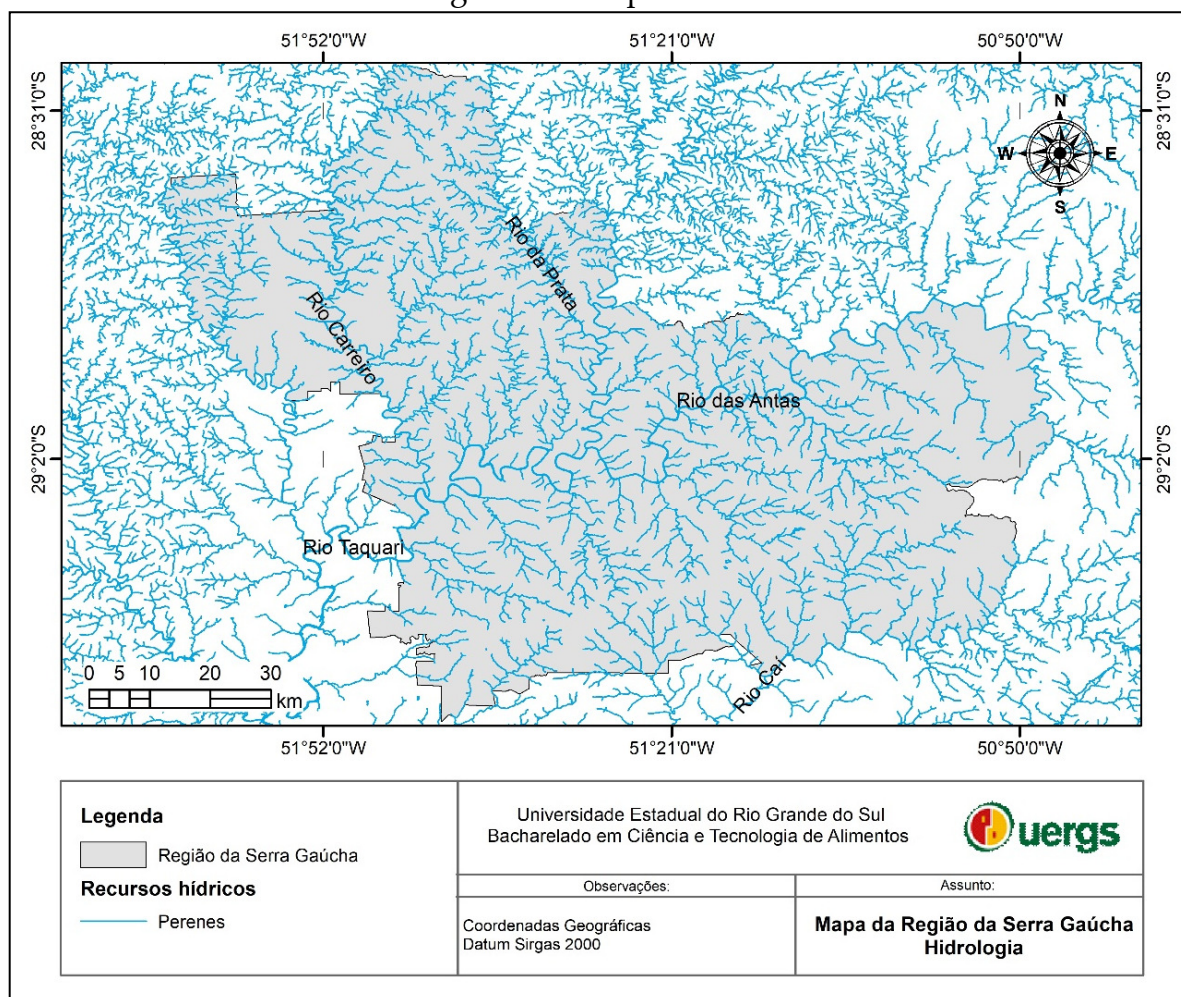 51°52'0"W 51°21'0"W 50°50'0"W
28°31'0"S 28°31'0"S
N
W E
S
Rio da Prata
Rio Carreiro
Rio das Antas
29°2'0"S 29°2'0"S
Rio Taquari
Rio Caí
0 5 10 20 30
km
51°52'0"W 51°21'0"W 50°50'0"W
Legenda
Região da Serra Gaúcha
Recursos hídricos
Perenes
Universidade Estadual do Rio Grande do Sul
Bacharelado em Ciência e Tecnologia de Alimentos
uergs
Observações:
Coordenadas Geográficas
Datum Sirgas 2000
Assunto:
Mapa da Região da Serra Gaúcha
Hidrologia